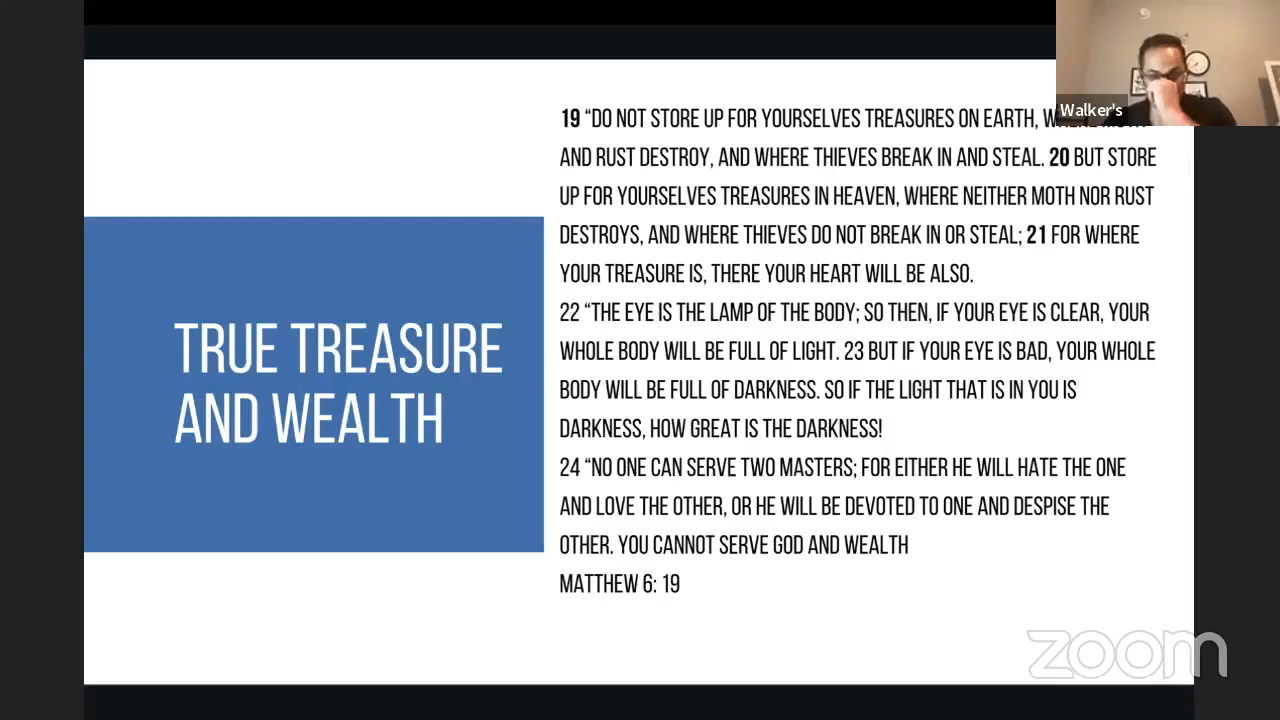 Walker's
19 “DO NOT STORE UP FOR YOURSELVES TREASURES ON EARTH,
AND RUST DESTROY, AND WHERE THIEVES BREAK IN AND STEAL. 20 BUT STORE
UP FOR YOURSELVES TREASURES IN HEAVEN, WHERE NEITHER MOTH NOR RUST
DESTROYS, AND WHERE THIEVES DO NOT BREAK IN OR STEAL; 21 FOR WHERE
YOUR TREASURE IS, THERE YOUR HEART WILL BE ALSO.
22 “THE EYE IS THE LAMP OF THE BODY; SO THEN, IF YOUR EYE IS CLEAR, YOUR
WHOLE BODY WILL BE FULL OF LIGHT. 23 BUT IF YOUR EYE IS BAD, YOUR WHOLE
BODY WILL BE FULL OF DARKNESS. SO IF THE LIGHT THAT IS IN YOU IS
DARKNESS, HOW GREAT IS THE DARKNESS!
24 “NO ONE CAN SERVE TWO MASTERS; FOR EITHER HE WILL HATE THE ONE
AND LOVE THE OTHER, OR HE WILL BE DEVOTED TO ONE AND DESPISE THE
OTHER. YOU CANNOT SERVE GOD AND WEALTH
MATTHEW 6: 19
TRUE TREASURE
AND WEALTH
zoom